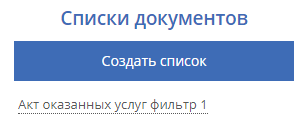 Списки документов
Создать список
Акт оказанных услуг фильтр 1